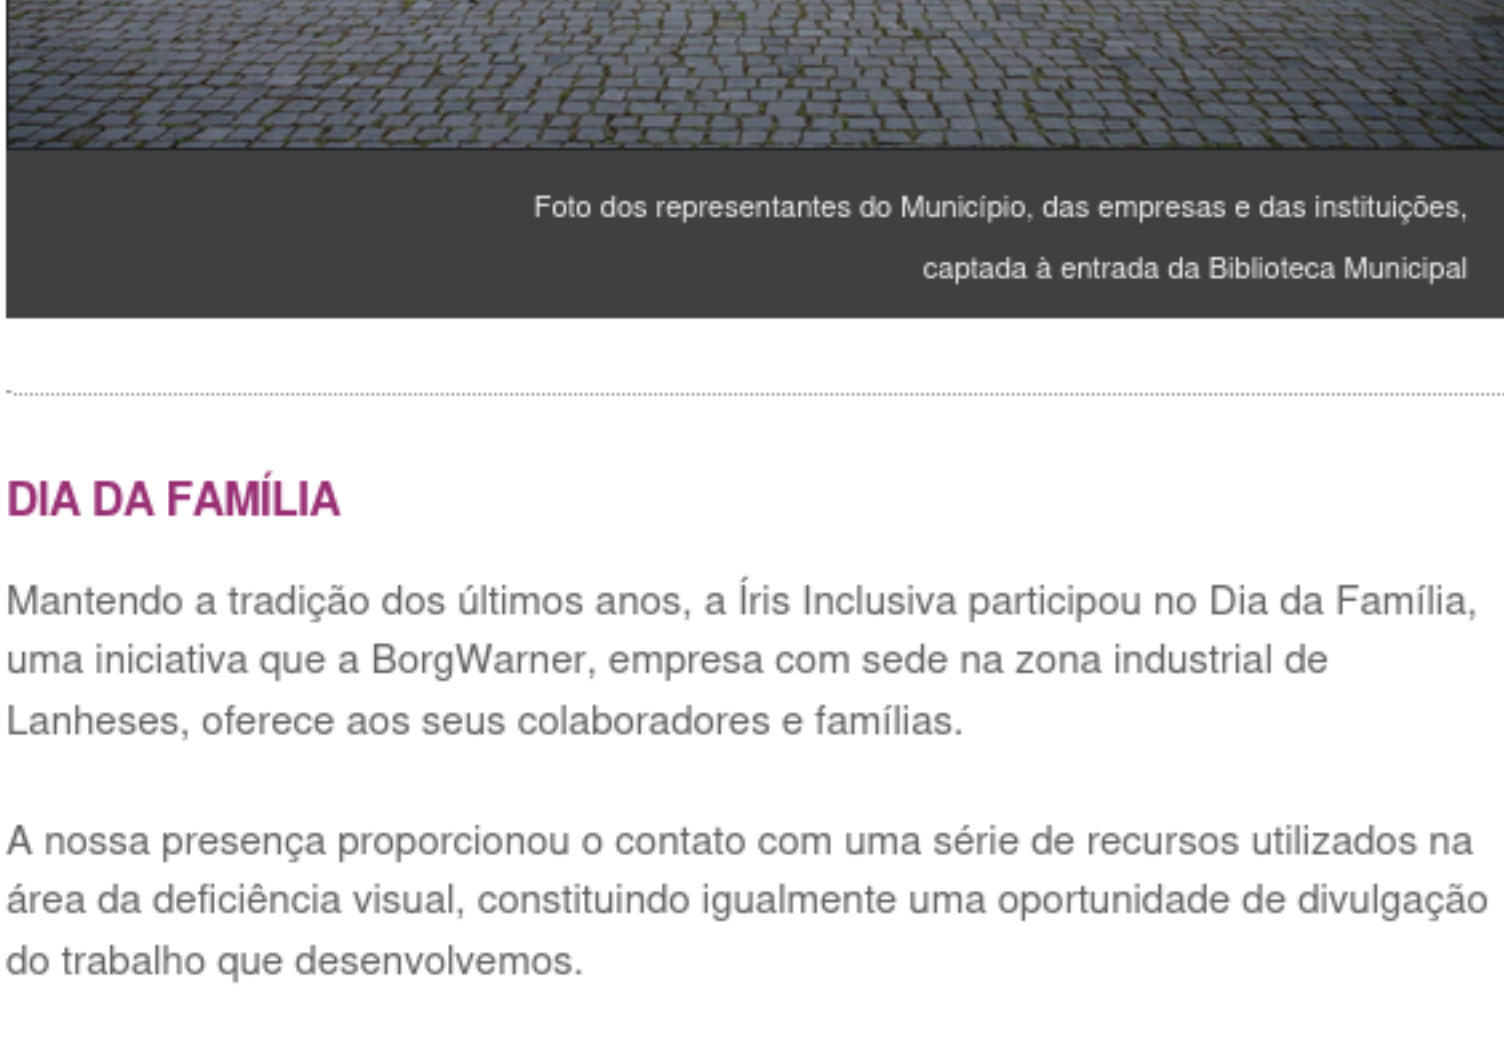 Foto dos representantes do Município, das empresas e das instituições,
captada à entrada da Biblioteca Municipal
DIA DA FAMÍLIA
Mantendo a tradição dos últimos anos, a Íris Inclusiva participou no Dia da Família,
uma iniciativa que a BorgWarner, empresa com sede na zona industrial de
Lanheses, oferece aos seus colaboradores e famílias.
A nossa presença proporcionou o contato com uma série de recursos utilizados na
área da deficiência visual, constituindo igualmente uma oportunidade de divulgação
do trabalho que desenvolvemos.